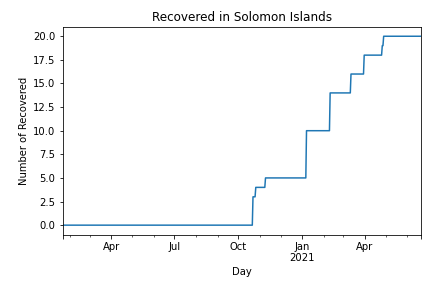 Recovered in Solomon Islands
20.0
17.5
15.0
12.5
10.0
7.5
5.0
2.5
0.0
Number of Recovered
Apr Jul Oct Jan Apr
2021
Day